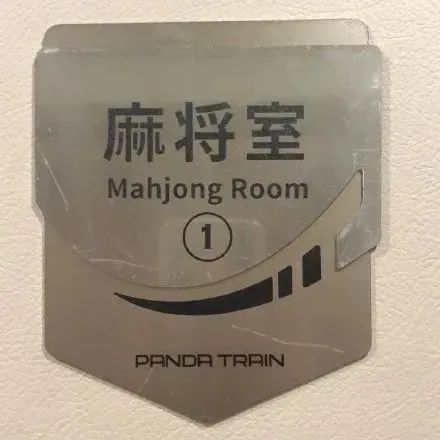 麻将室
Mahjong Room
1
PANDA TRAIN